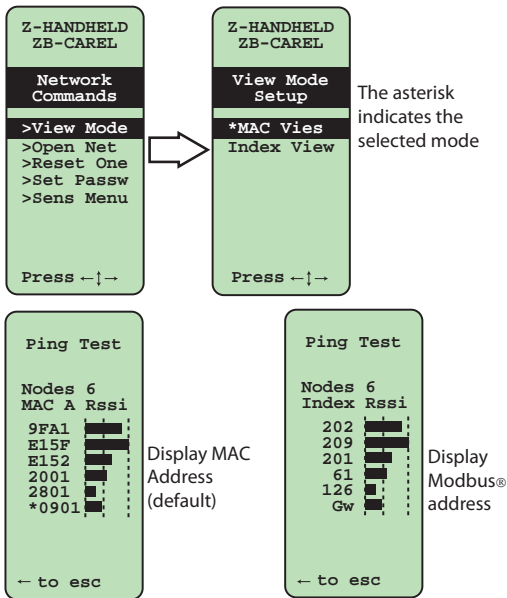 Z-HANDHELD
ZB-CAREL
Network
Commands
>View Mode
>Open Net
>Reset One
>Set Passw
>Sens Menu
Press ←↕→
Z-HANDHELD
ZB-CAREL
View Mode
Setup
*MAC Vies
Index View
Press ←↕→
The asterisk
indicates the
selected mode
Ping Test
Nodes 6
MAC A Rssi
9FA1
E15F
E152
2001
2801
*0901
← to esc
Display MAC
Address
(default)
Ping Test
Nodes 6
Index Rssi
202
209
201
61
126
Gw
← to esc
Display
Modbus®
address